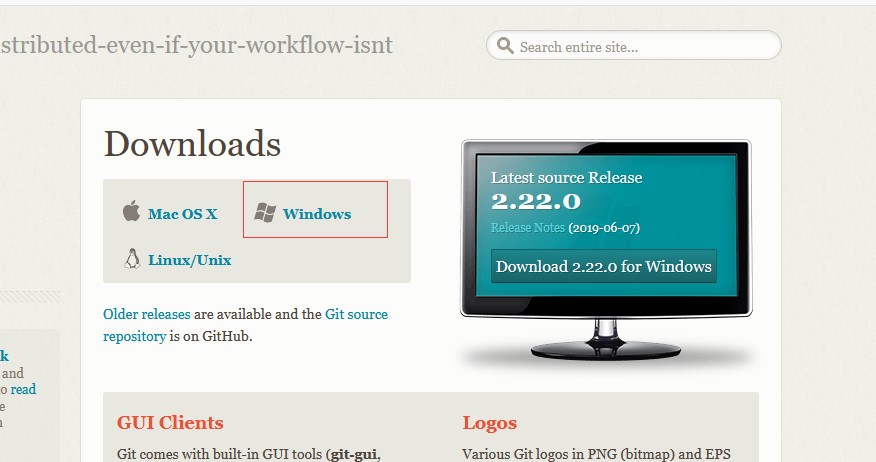 stributed-even-if-your-workflow-isnt
Search entire site...
Downloads
Mac OS X
Windows
Linux/Unix
Latest source Release
2.22.0
Release Notes (2019-06-07)
Download 2.22.0 for Windows
Older releases are available and the Git source
repository is on GitHub.
k
and
o read
e
GUI Clients
Git comes with built-in GUI tools (git-gui,
Logos
Various Git logos in PNG (bitmap) and EPS